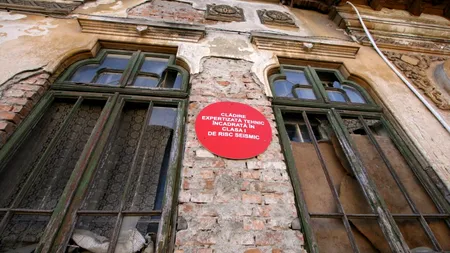 CLĂDIRE
EXPERTIZATĂ TEHNIC
ÎNCADRATĂ ÎN
CLASA I
DE RISC SEISMIC